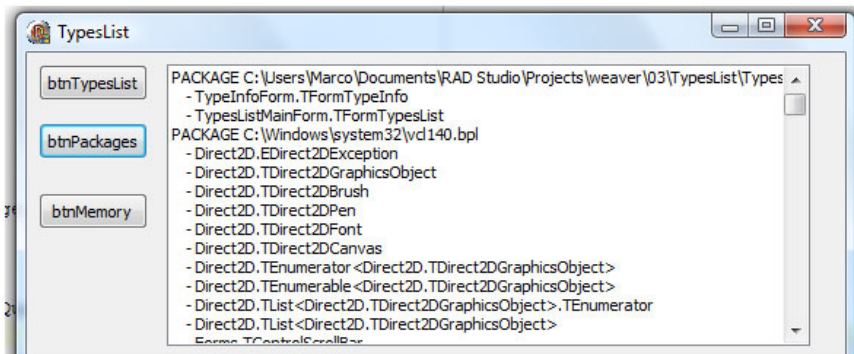 TypesList
btnTypesList
btnPackages
btnMemory
PACKAGE C:\Users\Marco\Documents\RAD Studio\Projects\weaver\03\TypesList\Types
- TypeInfoForm.TFormTypeInfo
- TypesListMainForm.TFormTypesList
PACKAGE C:\Windows\system32\vcl140.bpl
- Direct2D.EDirect2DException
- Direct2D.TDirect2DGraphicsObject
- Direct2D.TDirect2DBrush
- Direct2D.TDirect2DPen
- Direct2D.TDirect2DFont
- Direct2D.TDirect2DCanvas
- Direct2D.TEnumerator<Direct2D.TDirect2DGraphicsObject>
- Direct2D.TEnumerable<Direct2D.TDirect2DGraphicsObject>
- Direct2D.TList<Direct2D.TDirect2DGraphicsObject>.TEnumerator
- Direct2D.TList<Direct2D.TDirect2DGraphicsObject>
- Forms.TControlScrollBar